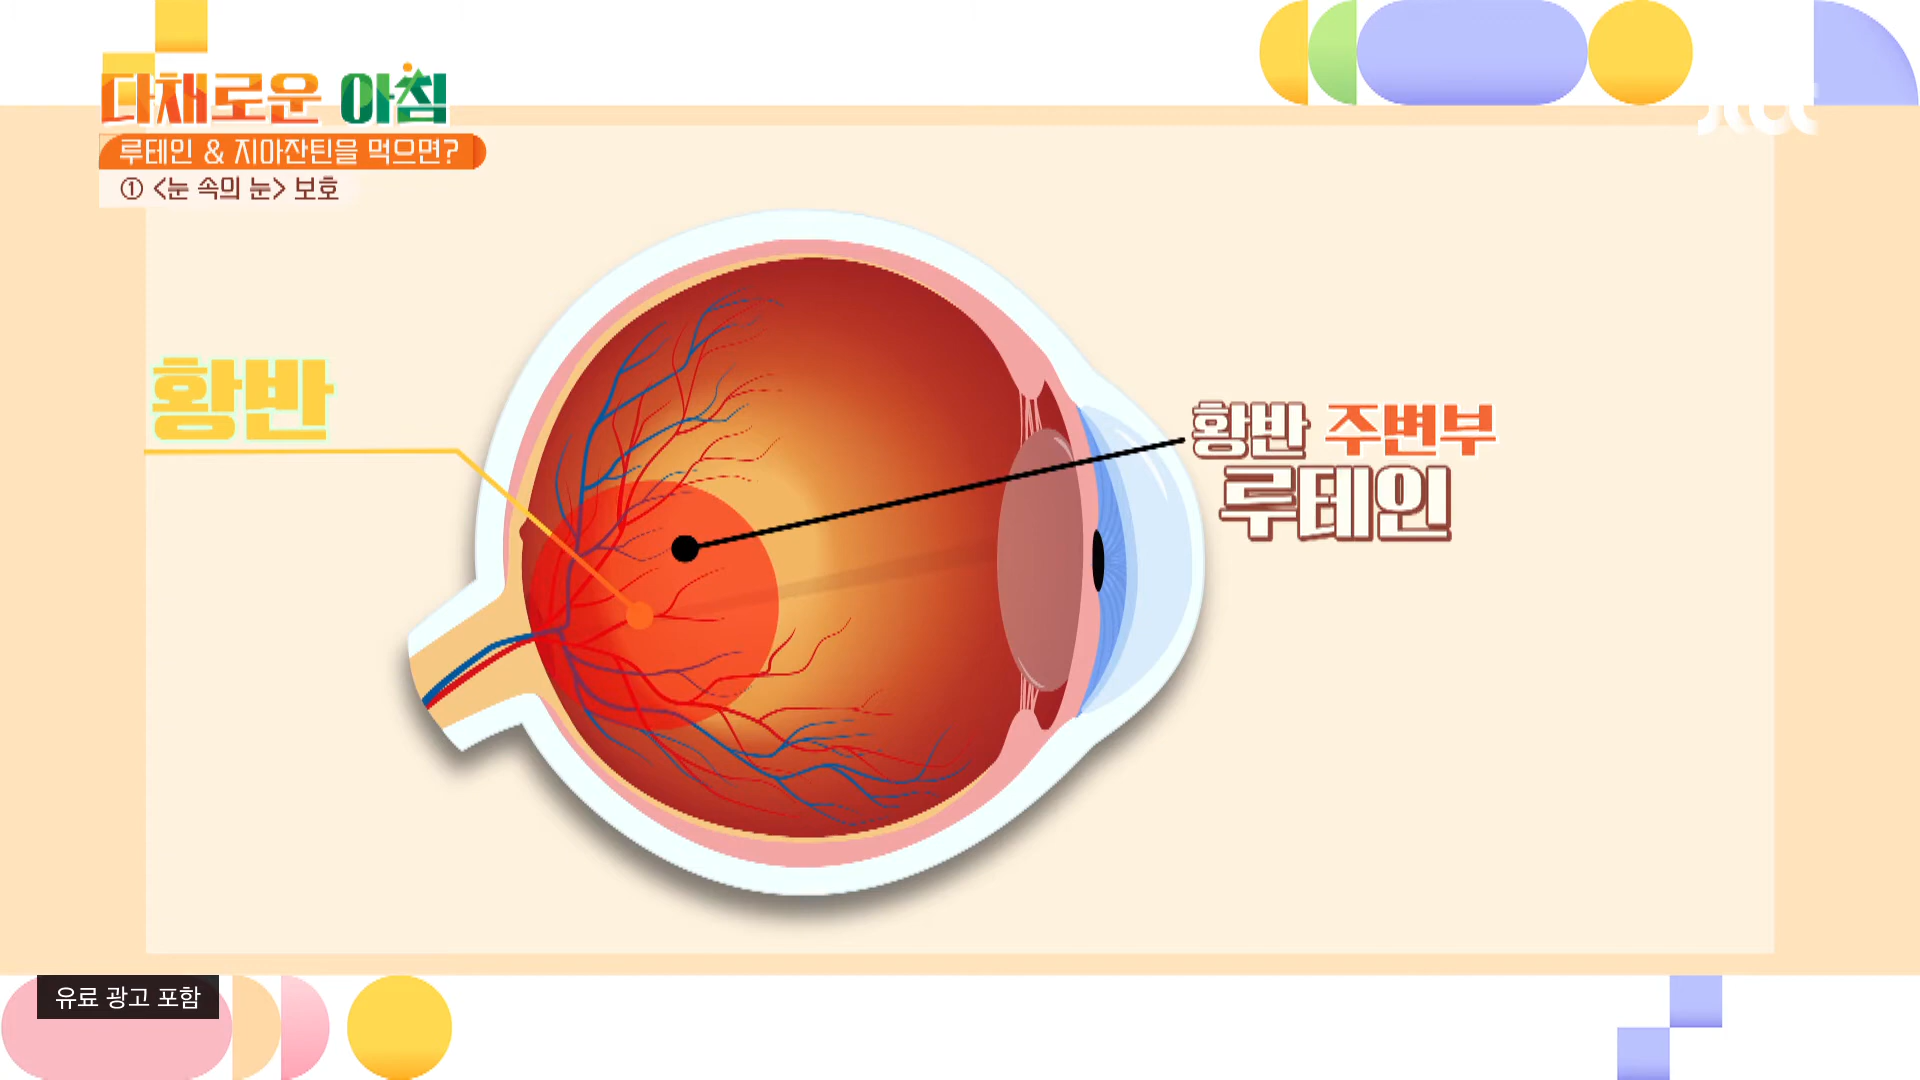 다채로운 아침
루테인 & 지아잔틴을 먹으면?
① <눈 속의 눈> 보호
황반
황반 주변부
루테인
jtbc
유료 광고 포함